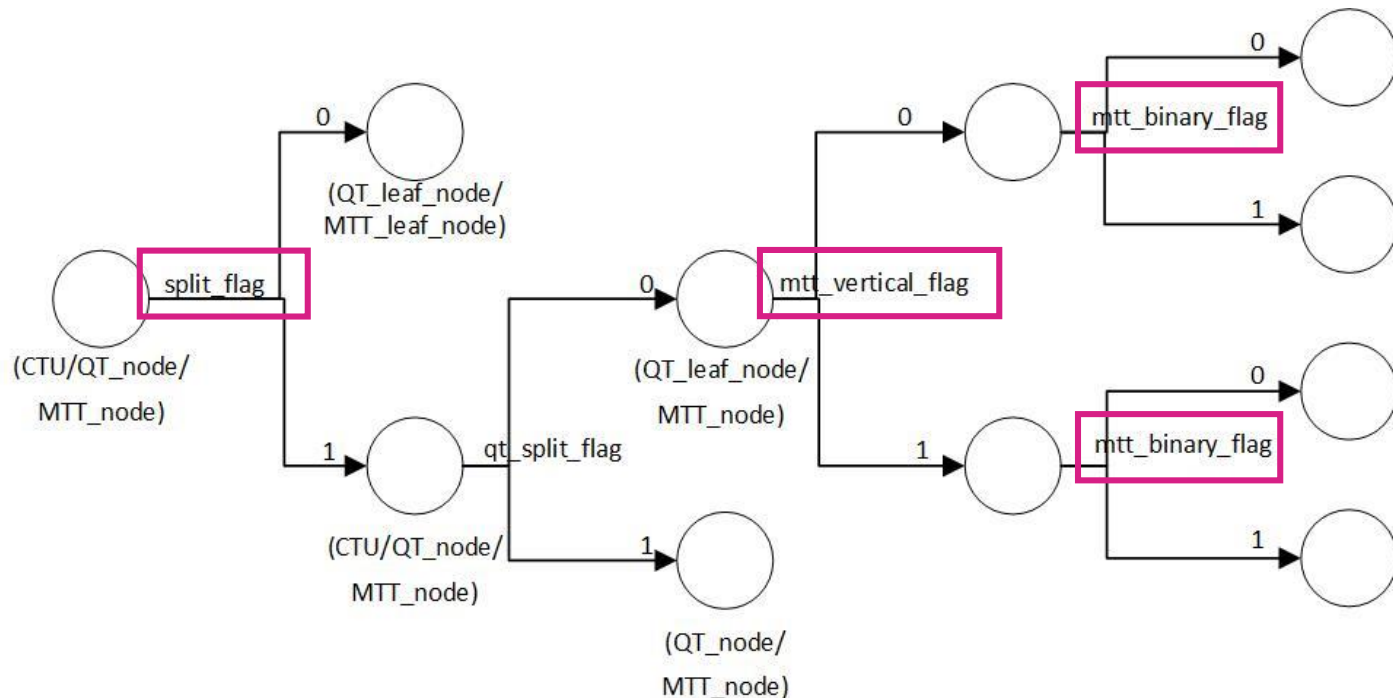 0
mtt_binary_flag
1
0
(QT_leaf_node/
MTT_leaf_node)
0
split_flag
(CTU/QT_node/
MTT_node)
1
0
mtt_vertical_flag
(QT_leaf_node/
MTT_node)
1
qt_split_flag
(CTU/QT_node/
MTT_node)
1
(QT_node/
MTT_node)
0
mtt_binary_flag
1